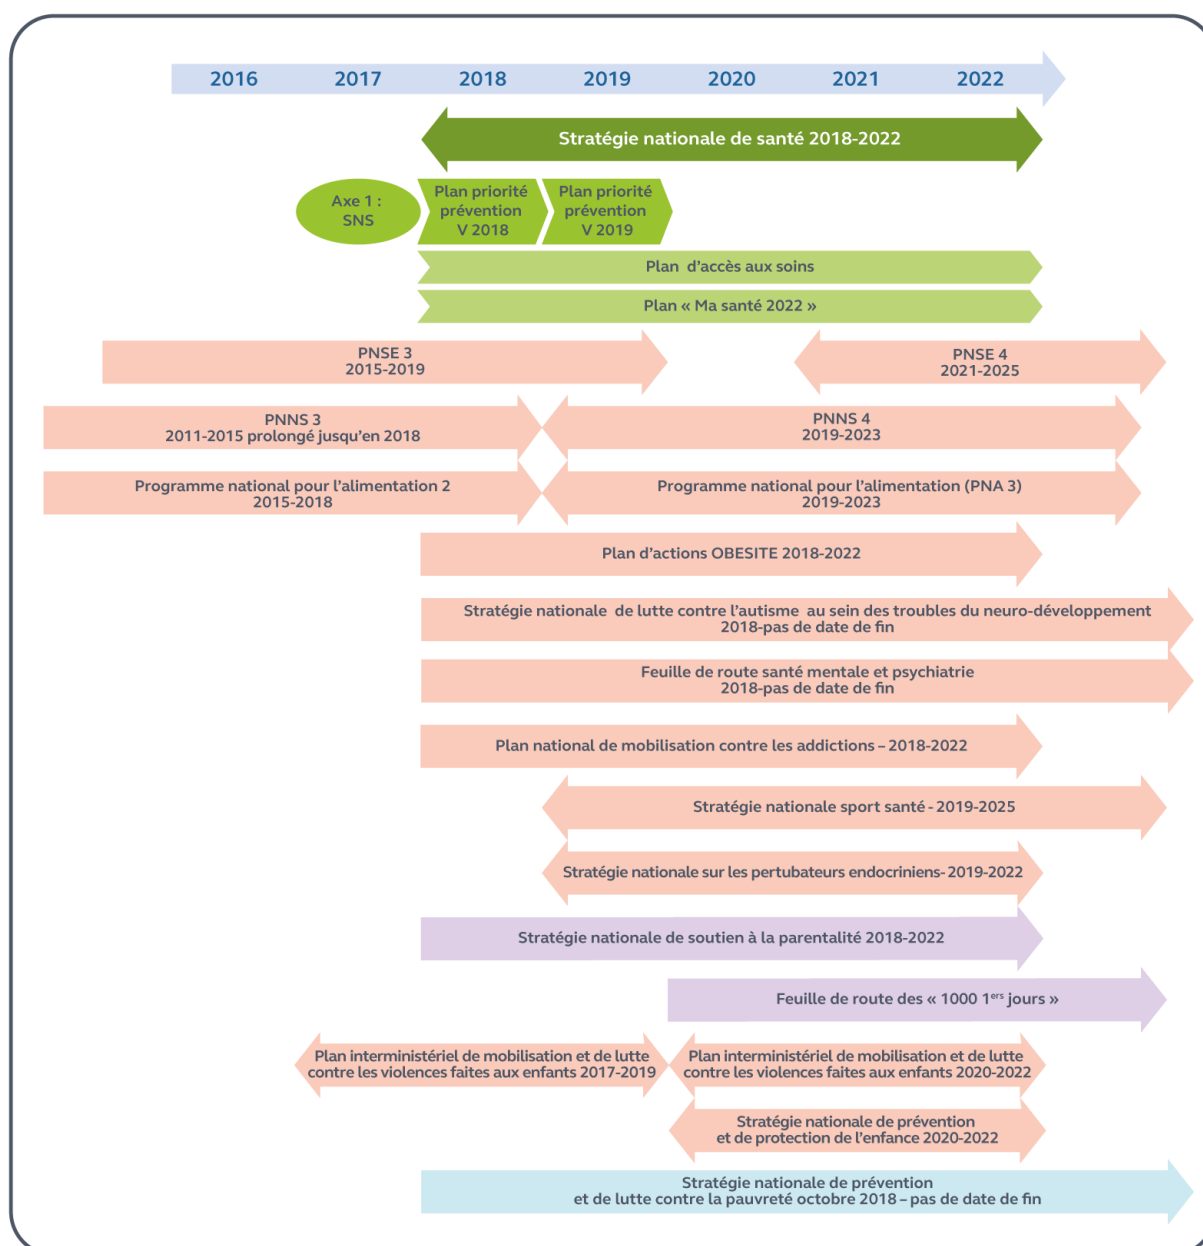 2016 2017 2018 2019 2020 2021 2022
Stratégie nationale de santé 2018-2022
Axe 1 :
SNS
Plan priorité
prévention
V 2018
Plan priorité
prévention
V 2019
Plan d’accès aux soins
Plan « Ma santé 2022 »
PNSE 3
2015-2019
PNSE 4
2021-2025
PNNS 3
2011-2015 prolongé jusqu’en 2018
PNNS 4
2019-2023
Programme national pour l’alimentation 2
2015-2018
Programme national pour l’alimentation (PNA 3)
2019-2023
Plan d’actions OBESITE 2018-2022
Stratégie nationale de lutte contre l’autisme au sein des troubles du neuro-développement
2018-pas de date de fin
Feuille de route santé mentale et psychiatrie
2018-pas de date de fin
Plan national de mobilisation contre les addictions – 2018-2022
Stratégie nationale sport santé - 2019-2025
Stratégie nationale sur les pertubateurs endocriniens- 2019-2022
Stratégie nationale de soutien à la parentalité 2018-2022
Feuille de route des « 1000 1ers jours »
Plan interministériel de mobilisation et de lutte
contre les violences faites aux enfants 2017-2019
Plan interministériel de mobilisation et de lutte
contre les violences faites aux enfants 2020-2022
Stratégie nationale de prévention
et de protection de l’enfance 2020-2022
Stratégie nationale de prévention
et de lutte contre la pauvreté octobre 2018 – pas de date de fin